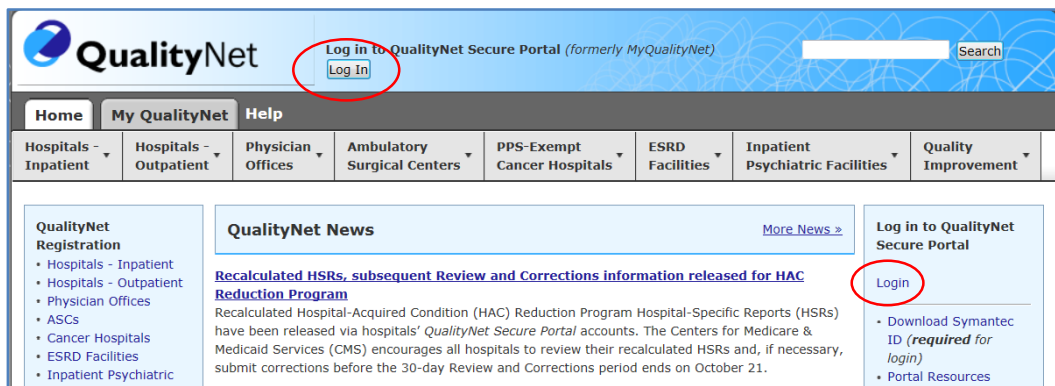 QualityNet
Log in to QualityNet Secure Portal (formerly MyQualityNet)
Log In
Search
Home
My QualityNet
Help
Hospitals -
Inpatient
Hospitals -
Outpatient
Physician
Offices
Ambulatory
Surgical Centers
PPS-Exempt
Cancer Hospitals
ESRD
Facilities
Inpatient
Psychiatric Facilities
Quality
Improvement
QualityNet
Registration
• Hospitals - Inpatient
• Hospitals - Outpatient
• Physician Offices
• ASCs
• Cancer Hospitals
• ESRD Facilities
• Inpatient Psychiatric
QualityNet News
More News »
Recalculated HSRs, subsequent Review and Corrections information released for HAC
Reduction Program
Recalculated Hospital-Acquired Condition (HAC) Reduction Program Hospital-Specific Reports (HSRs)
have been released via hospitals' QualityNet Secure Portal accounts. The Centers for Medicare &
Medicaid Services (CMS) encourages all hospitals to review their recalculated HSRs and, if necessary,
submit corrections before the 30-day Review and Corrections period ends on October 21.
Log in to QualityNet
Secure Portal
Login
• Download Symantec
ID (required for
login)
• Portal Resources